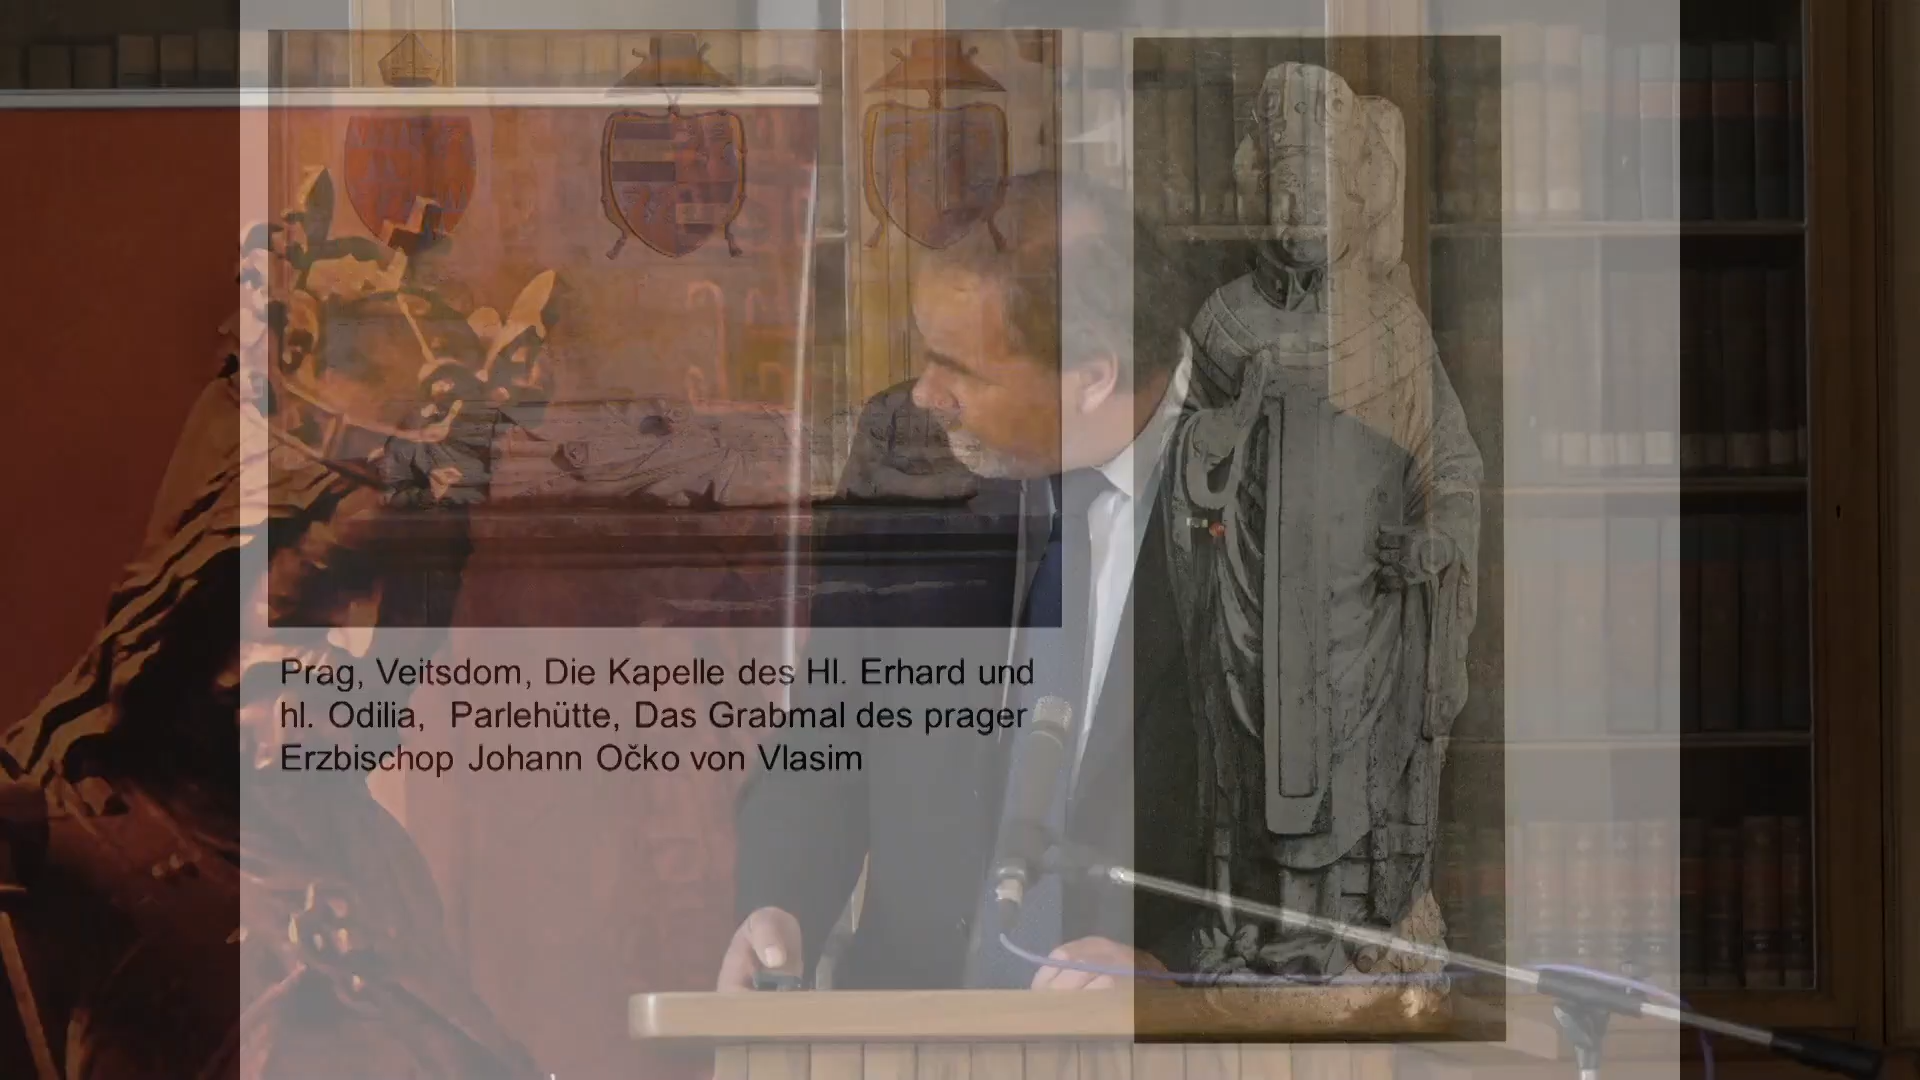 Prag, Veitsdom, Die Kapelle des Hl. Erhard und
hl. Odilia, Parlehütte, Das Grabmal des prager
Erzbischop Johann Očko von Vlasim